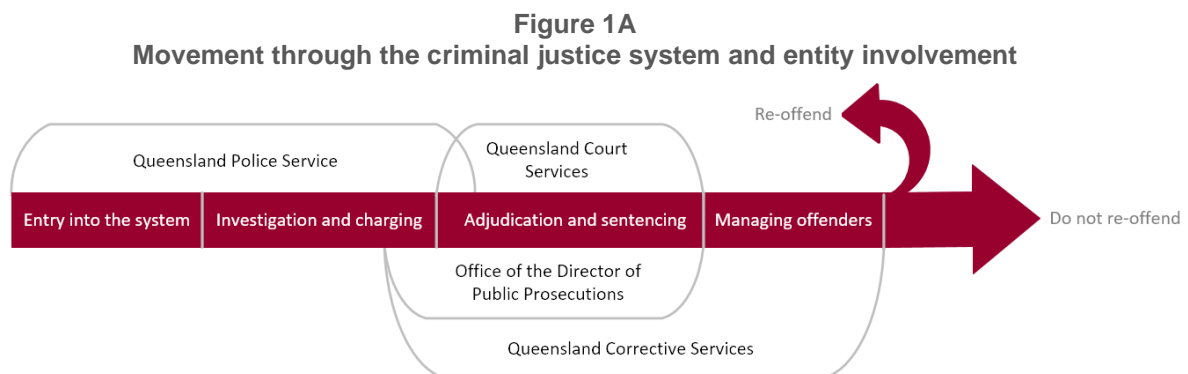 Figure 1A
Movement through the criminal justice system and entity involvement
Re-offend
Queensland Police Service
Queensland Court
Services
Entry into the system
Investigation and charging
Adjudication and sentencing
Managing offenders
Do not re-offend
Office of the Director of
Public Prosecutions
Queensland Corrective Services